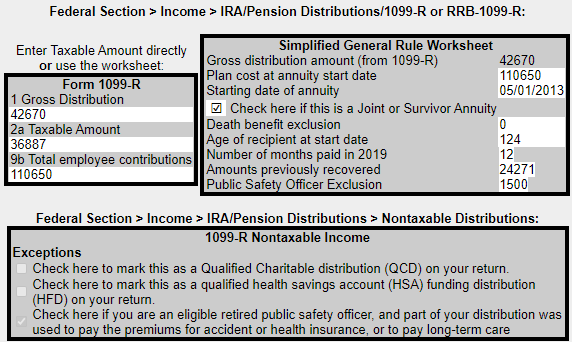 Federal Section > Income > IRA/Pension Distributions/1099-R or RRB-1099-R:
Enter Taxable Amount directly
or use the worksheet:
Form 1099-R
1 Gross Distribution
42670
2a Taxable Amount
36887
9b Total employee contributions
110650
Simplified General Rule Worksheet
Gross distribution amount (from 1099-R) 42670
Plan cost at annuity start date 110650
Starting date of annuity 05/01/2013
Check here if this is a Joint or Survivor Annuity
Death benefit exclusion 0
Age of recipient at start date 124
Number of months paid in 2019 12
Amounts previously recovered 24271
Public Safety Officer Exclusion 1500
Federal Section > Income > IRA/Pension Distributions > Nontaxable Distributions:
1099-R Nontaxable Income
Exceptions
Check here to mark this as a Qualified Charitable distribution (QCD) on your return.
Check here to mark this as a qualified health savings account (HSA) funding distribution
(HFD) on your return.
Check here if you are an eligible retired public safety officer, and part of your distribution was
used to pay the premiums for accident or health insurance, or to pay long-term care